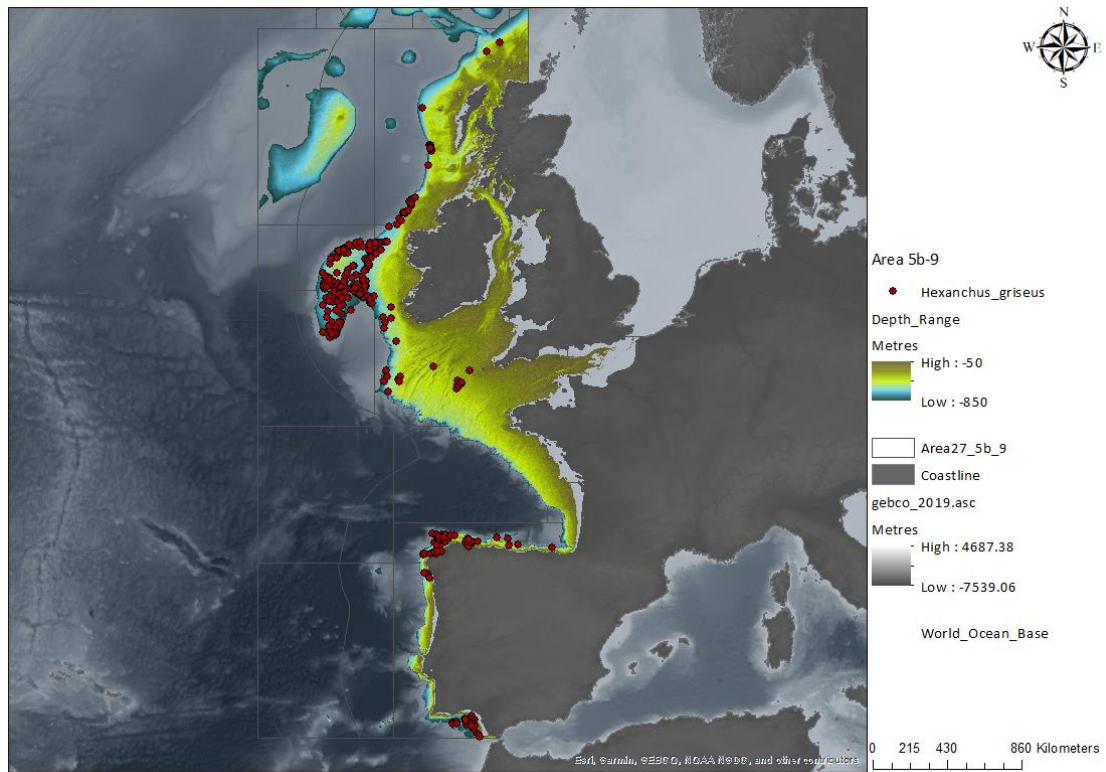 N
W E
S
Area 5b-9
Hexanchus_griseus
Depth_Range
Metres
High : -50
Low : -850
Area27_5b_9
Coastline
gebco_2019.asc
Metres
High : 4687.38
Low : -7539.06
World_Ocean_Base
Esri, Garmin, GEBCO, NOAA NGDC, and other contributors
0 215 430 860 Kilometers